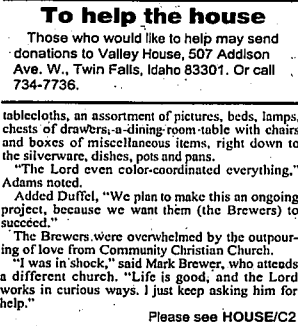 To help the house
Those who would like to help may send
donations to Valley House, 507 Addison
Ave. W., Twin Falls, Idaho 83301. Or call
734-7736.
tablecloths, an assortment of pictures, beds, lamps,
chests of drawers, a dining room table with chairs
and boxes of miscellaneous items, right down to
the silverware, dishes, pots and pans.
"The Lord even color-coordinated everything,"
Adams noted.
Added Duffel, "We plan to make this an ongoing
project, because we want them (the Brewers) to
succeed."
The Brewers were overwhelmed by the outpour-
ing of love from Community Christian Church.
"I was in shock," said Mark Brewer, who attends
a different church. "Life is good, and the Lord
works in curious ways. I just keep asking him for
help."
Please see HOUSE/C2